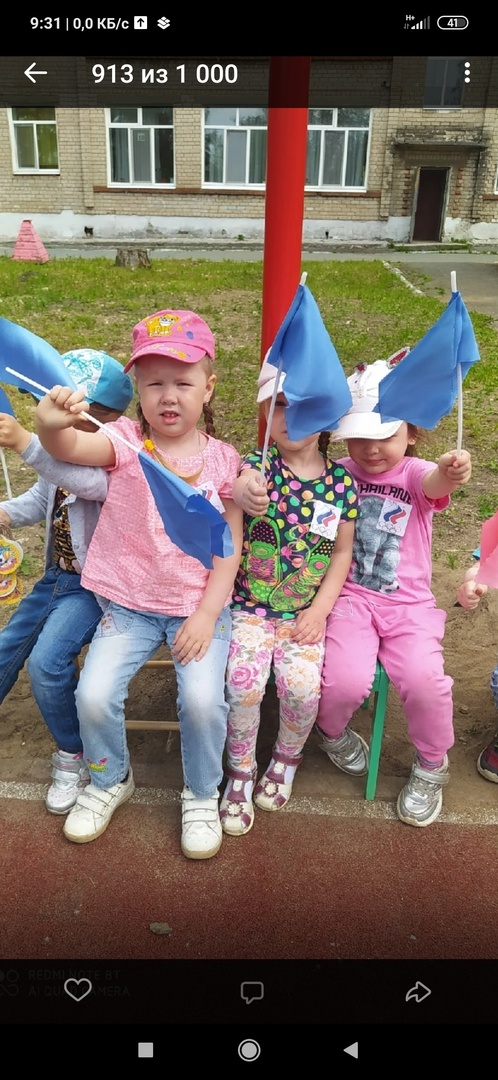 9:31 | 0,0 КБ/с
H+
41
913 из 1 000
THAILAND
REDMI NOTE 8T
AI QUAD CAMERA